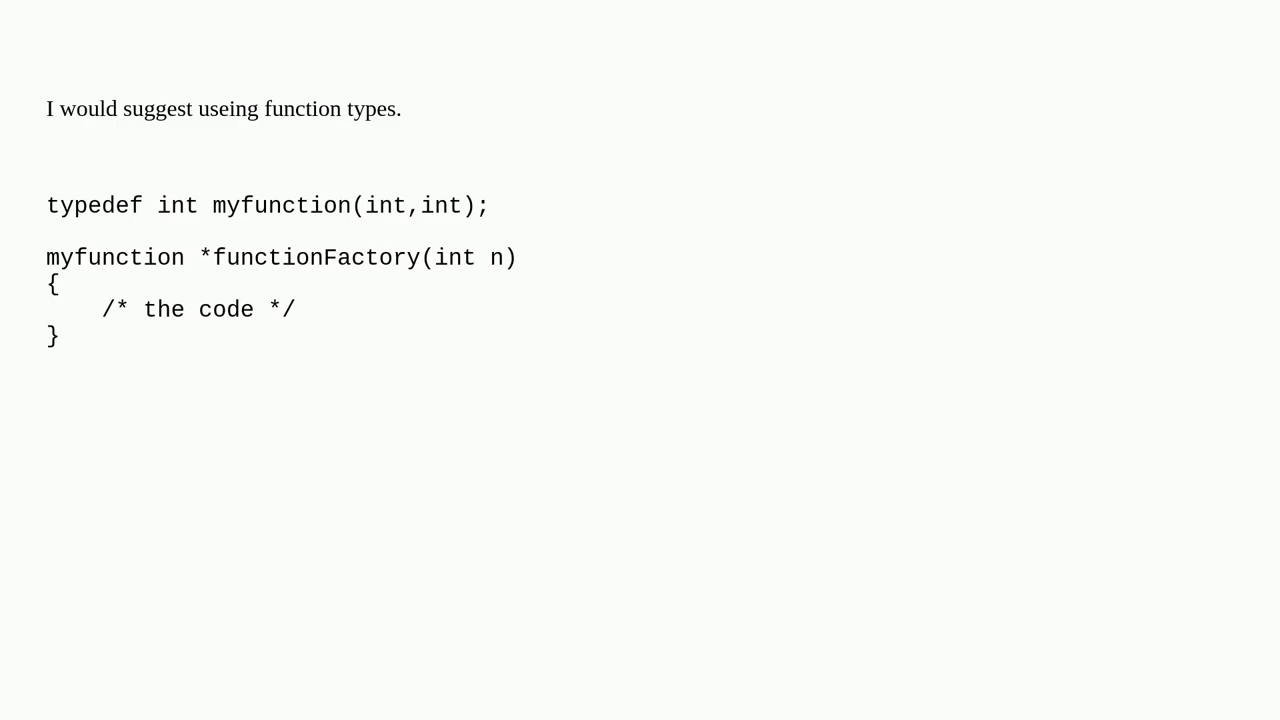 I would suggest useing function types.
typedef int myfunction(int,int);
myfunction *functionFactory(int n)
{
    /* the code */
}